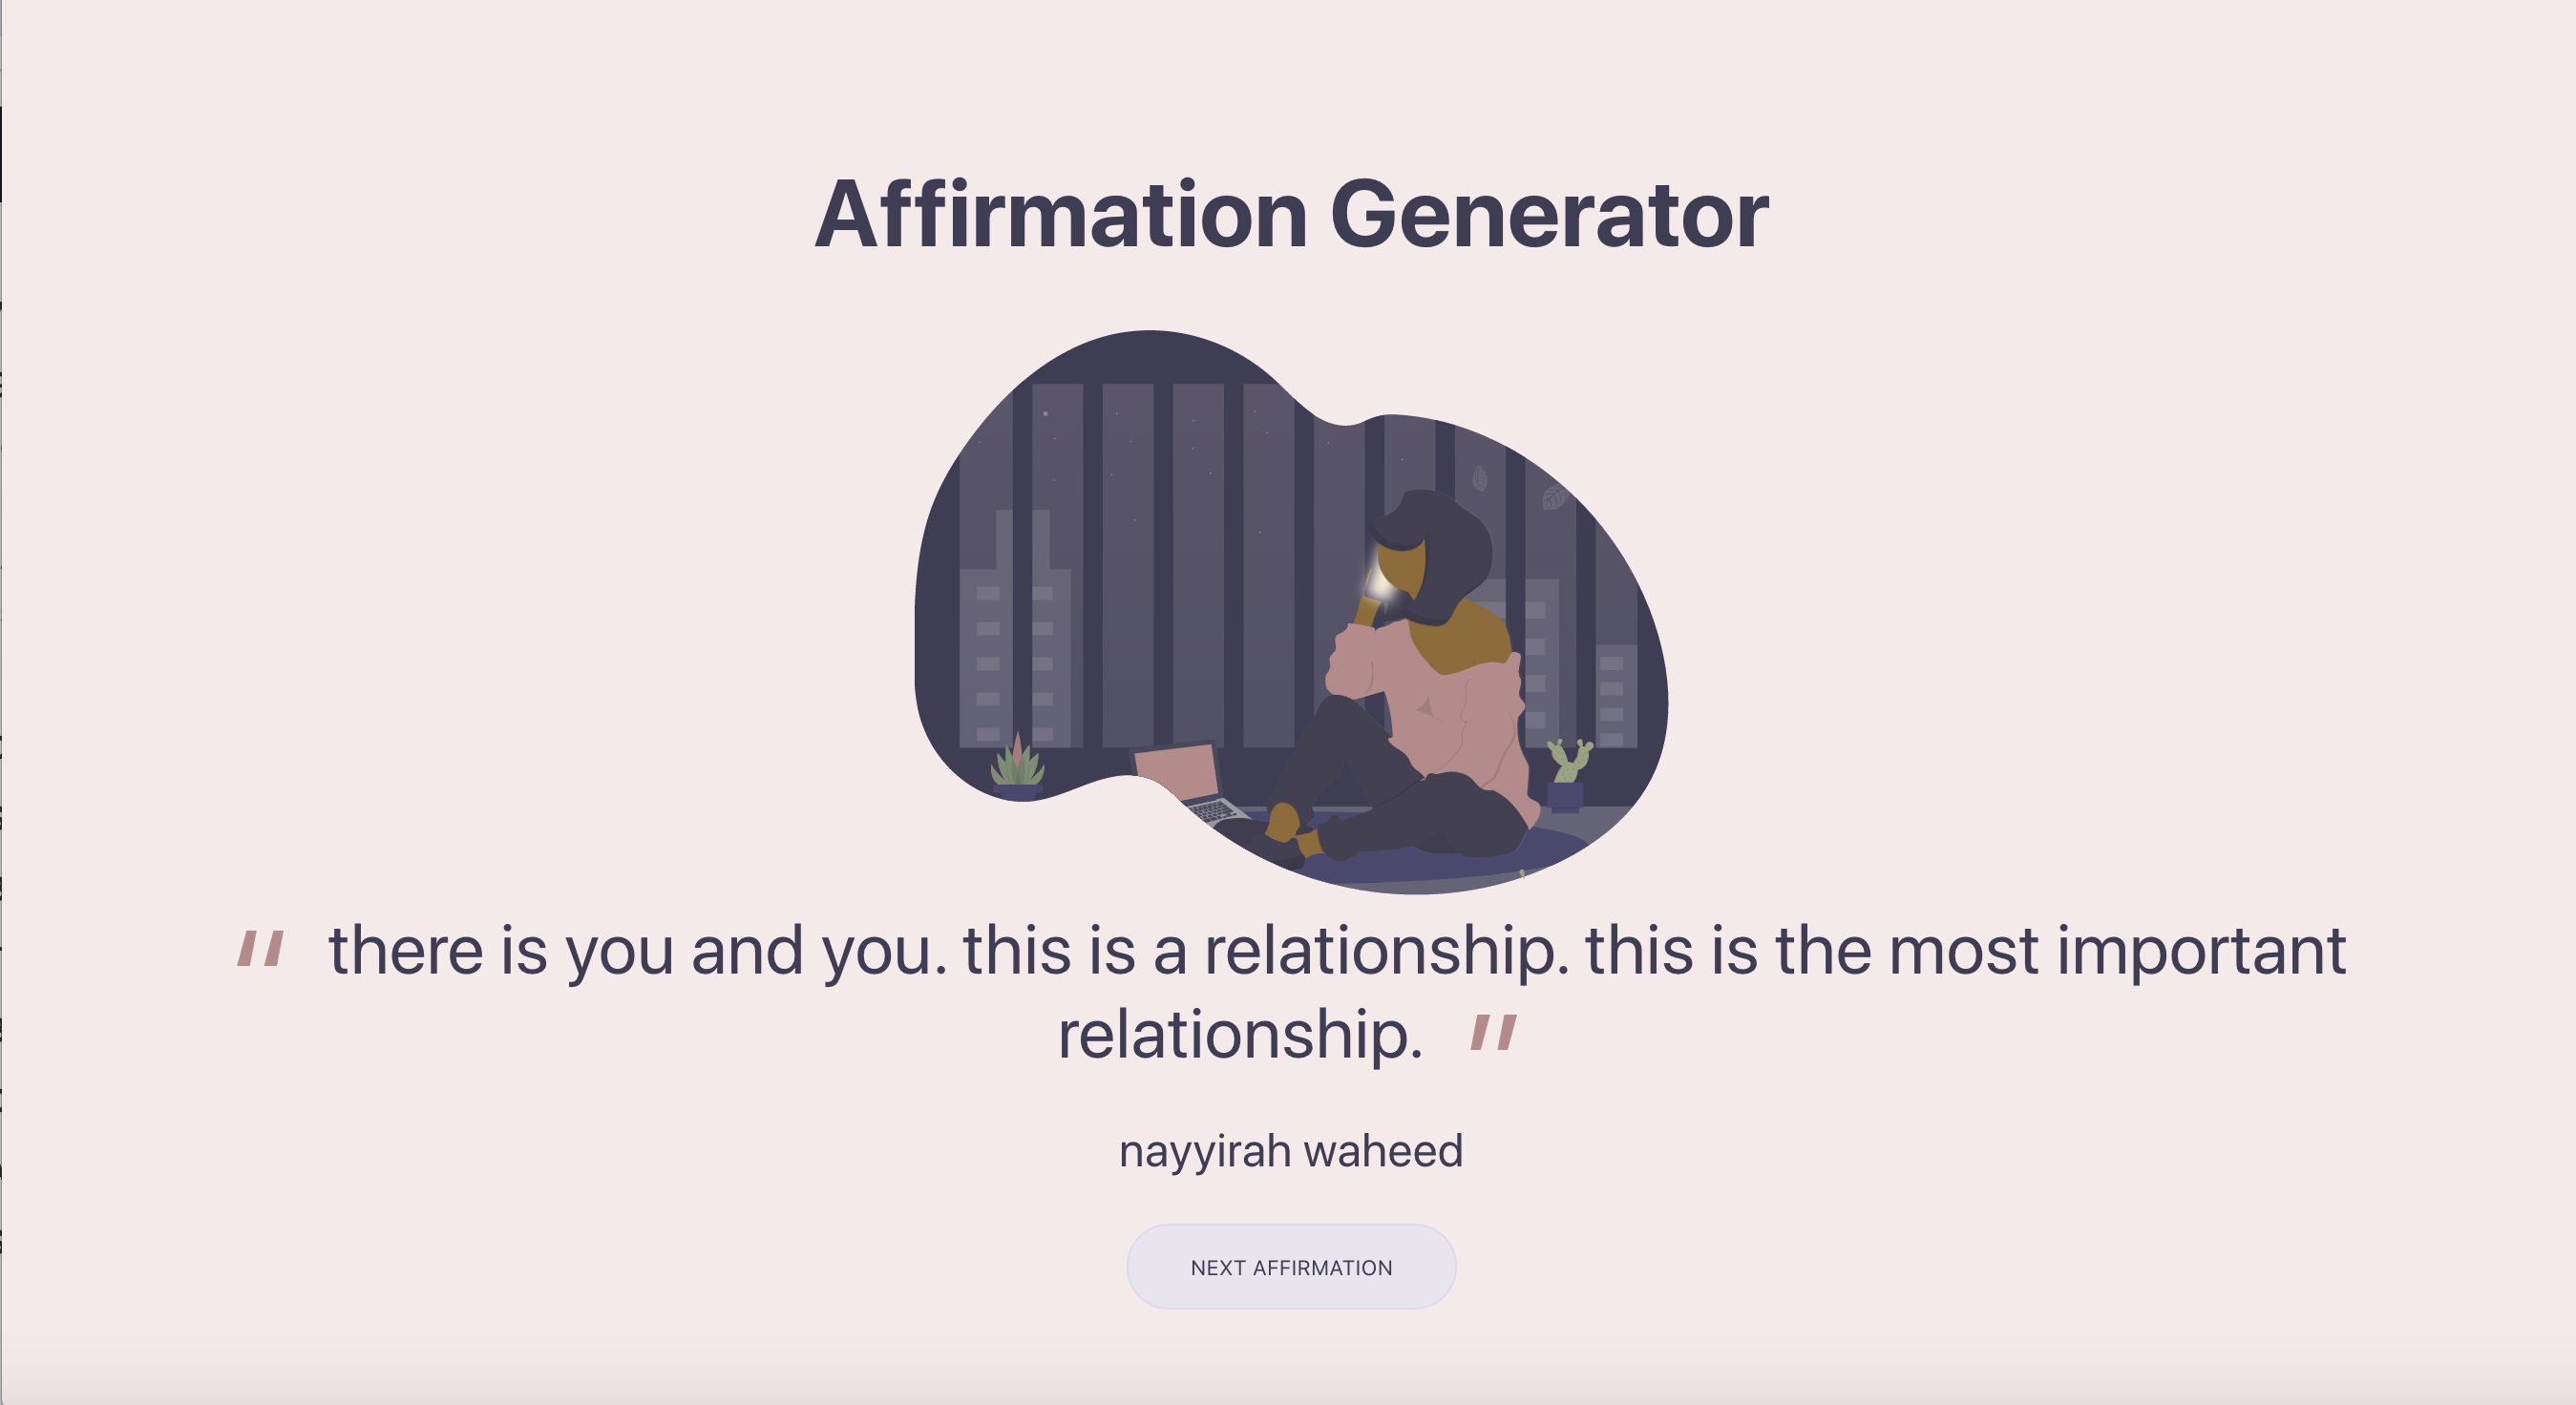 Affirmation Generator
" there is you and you. this is a relationship. this is the most important
relationship. "
nayyirah waheed
NEXT AFFIRMATION